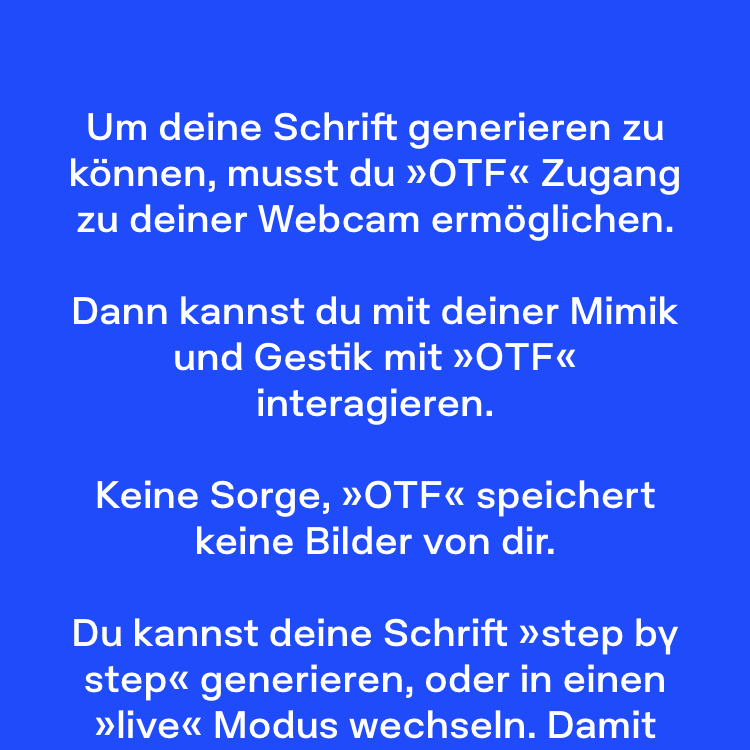 Um deine Schrift generieren zu
können, musst du »OTF« Zugang
zu deiner Webcam ermöglichen.
Dann kannst du mit deiner Mimik
und Gestik mit »OTF«
interagieren.
Keine Sorge, »OTF« speichert
keine Bilder von dir.
Du kannst deine Schrift »step by
step« generieren, oder in einen
»live« Modus wechseln. Damit